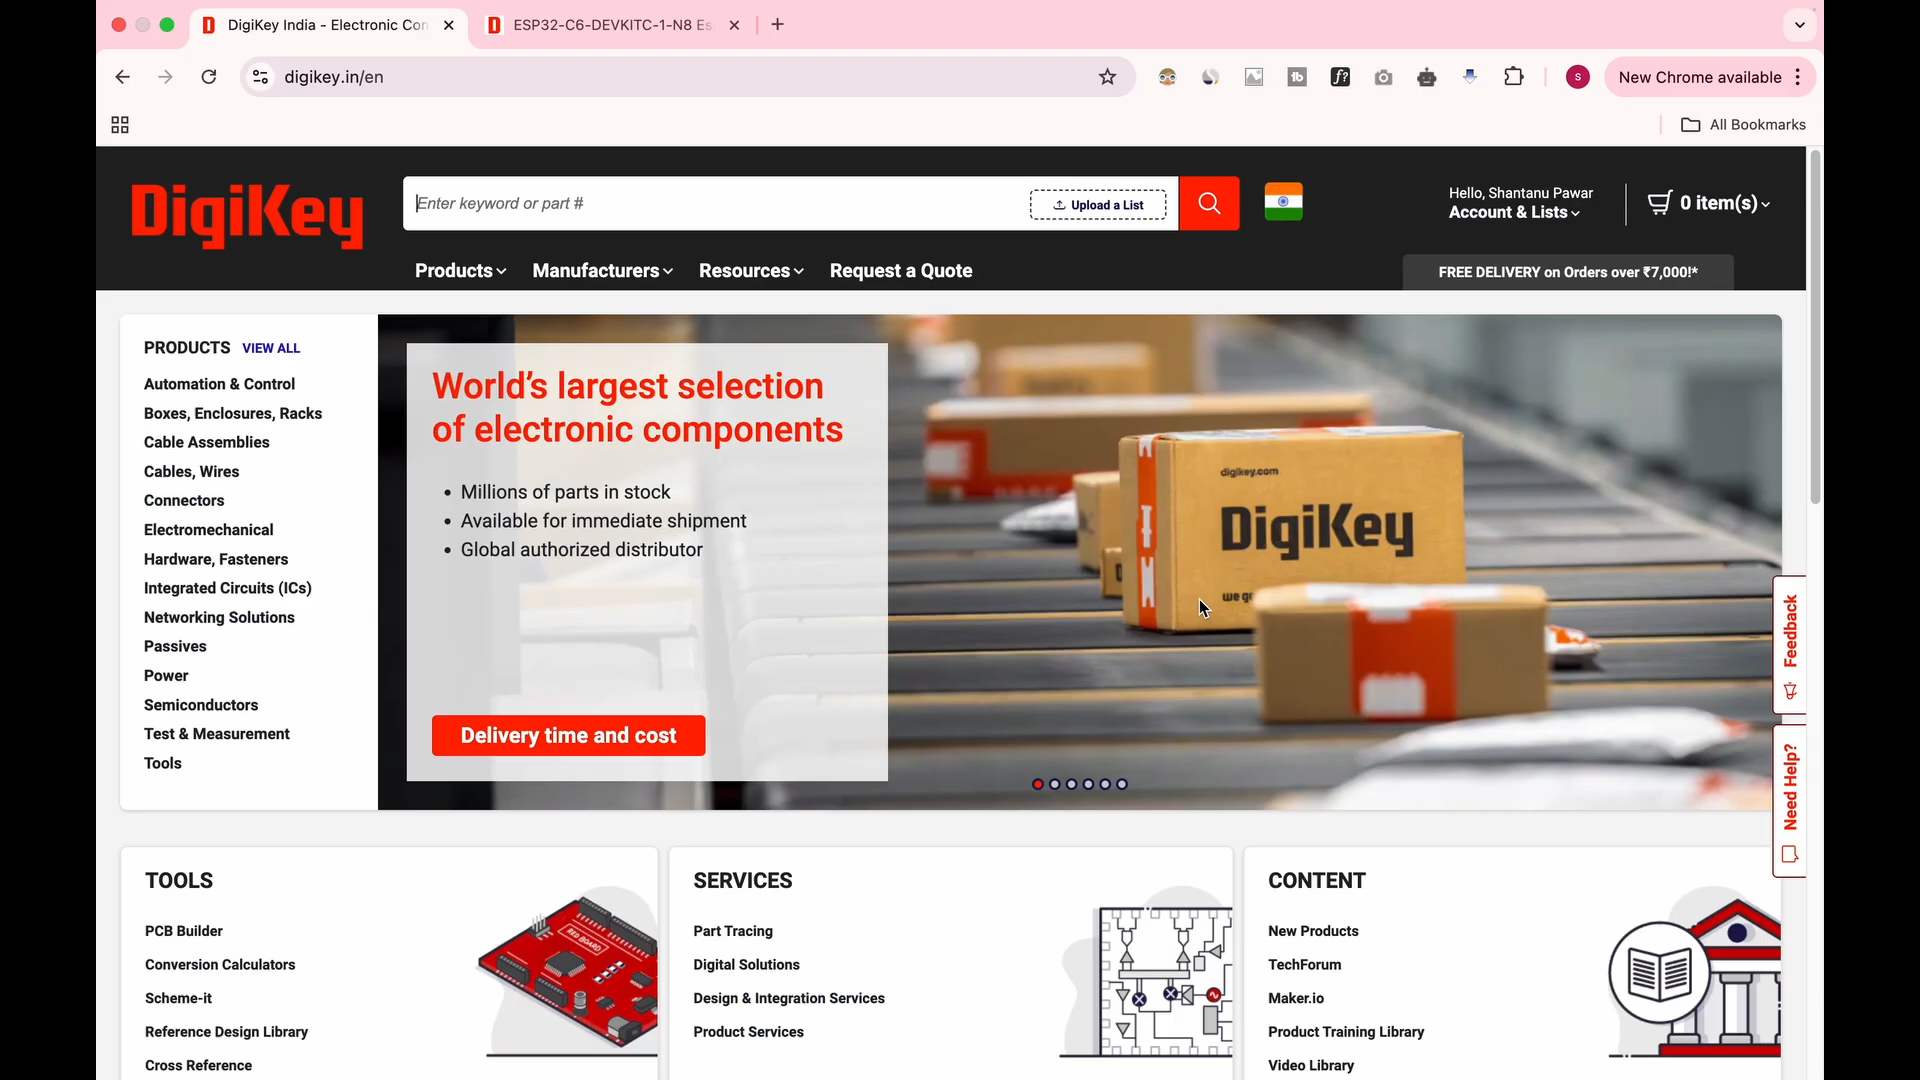 DigiKey India - Electronic Con
ESP32-C6-DEVKITC-1-N8 Es
digikey.in/en
S
New Chrome available
All Bookmarks
DigiKey
Enter keyword or part #
Upload a List
Hello, Shantanu Pawar
Account & Lists
0 item(s)
Products
Manufacturers
Resources
Request a Quote
FREE DELIVERY on Orders over ₹7,000!*
PRODUCTS VIEW ALL
Automation & Control
Boxes, Enclosures, Racks
Cable Assemblies
Cables, Wires
Connectors
Electromechanical
Hardware, Fasteners
Integrated Circuits (ICs)
Networking Solutions
Passives
Power
Semiconductors
Test & Measurement
Tools
World's largest selection
of electronic components
Millions of parts in stock
Available for immediate shipment
Global authorized distributor
Delivery time and cost
digikey.com
DigiKey
we g
Feedback
Need Help?
TOOLS
PCB Builder
Conversion Calculators
Scheme-it
Reference Design Library
Cross Reference
RED BOARD
SERVICES
Part Tracing
Digital Solutions
Design & Integration Services
Product Services
CONTENT
New Products
TechForum
Maker.io
Product Training Library
Video Library